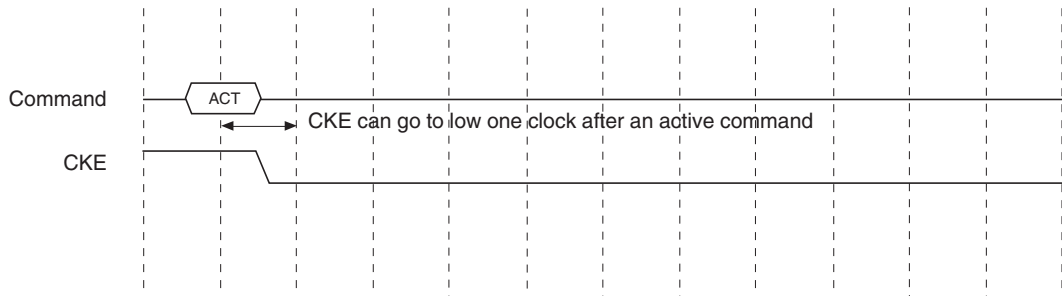 Command
ACT
CKE can go to low one clock after an active command
CKE